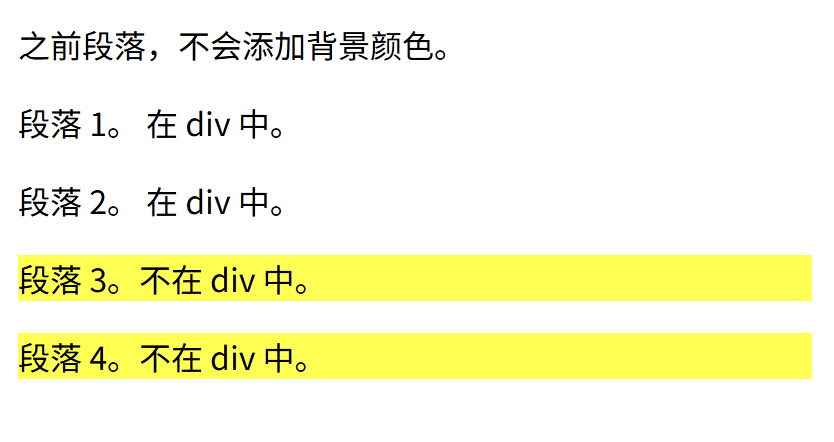 之前段落，不会添加背景颜色。
段落 1。 在 div 中。
段落 2。 在 div 中。
段落 3。不在 div 中。
段落 4。不在 div 中。